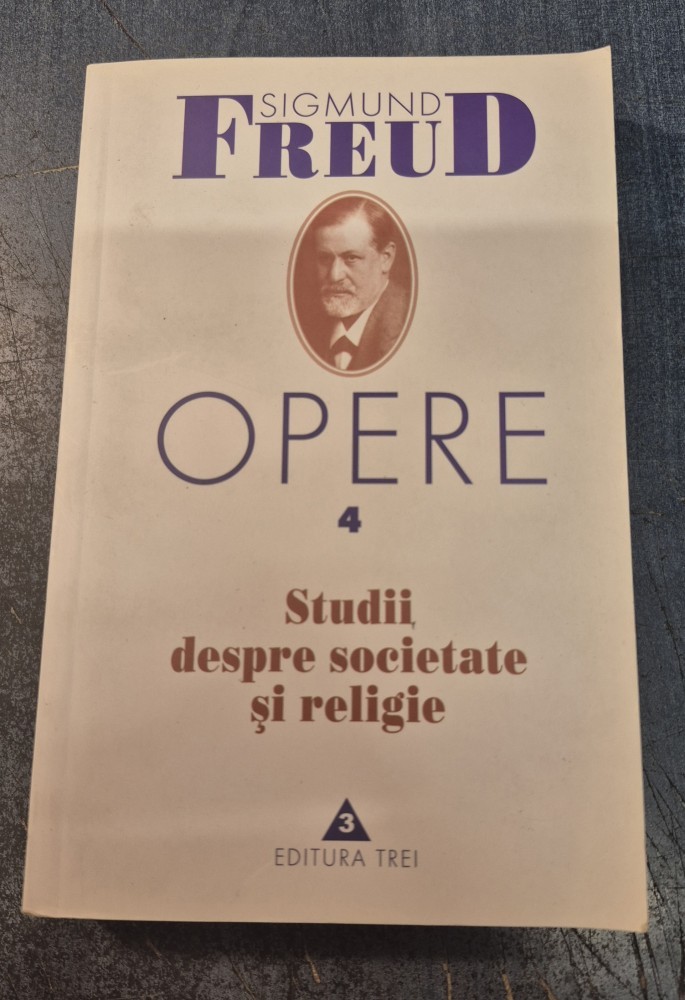 SIGMUND
FREUD
OPERE
4
Studii
despre societate
şi religie
3
EDITURA TREI